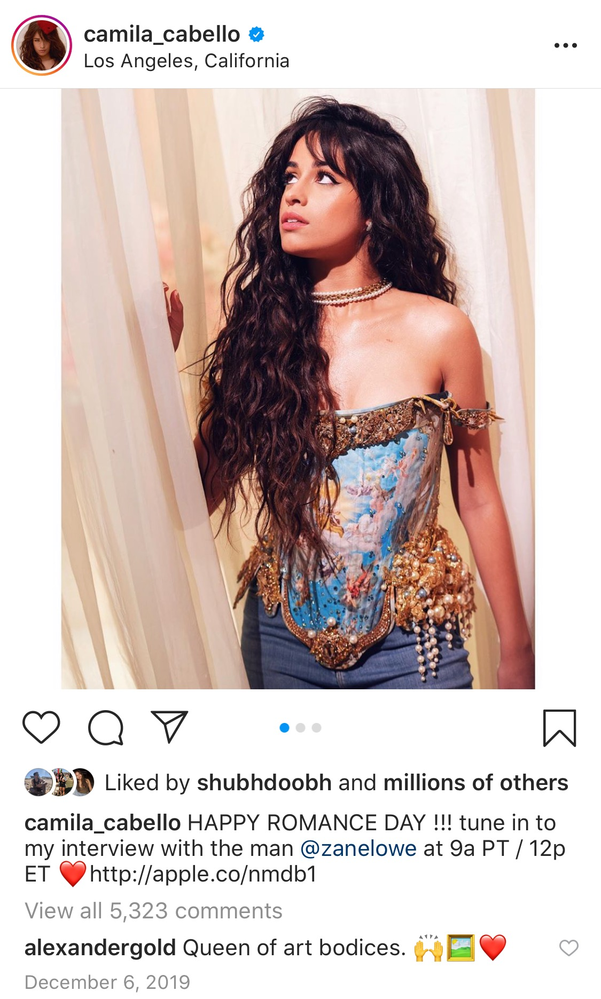 camila_cabello
Los Angeles, California
Liked by shubhdoobh and millions of others
camila_cabello HAPPY ROMANCE DAY !!! tune in to
my interview with the man @zanelowe at 9a PT / 12p
ET ❤️http://apple.co/nmdb1
View all 5,323 comments
alexandergold Queen of art bodices. 🙌🖼️❤️
December 6, 2019